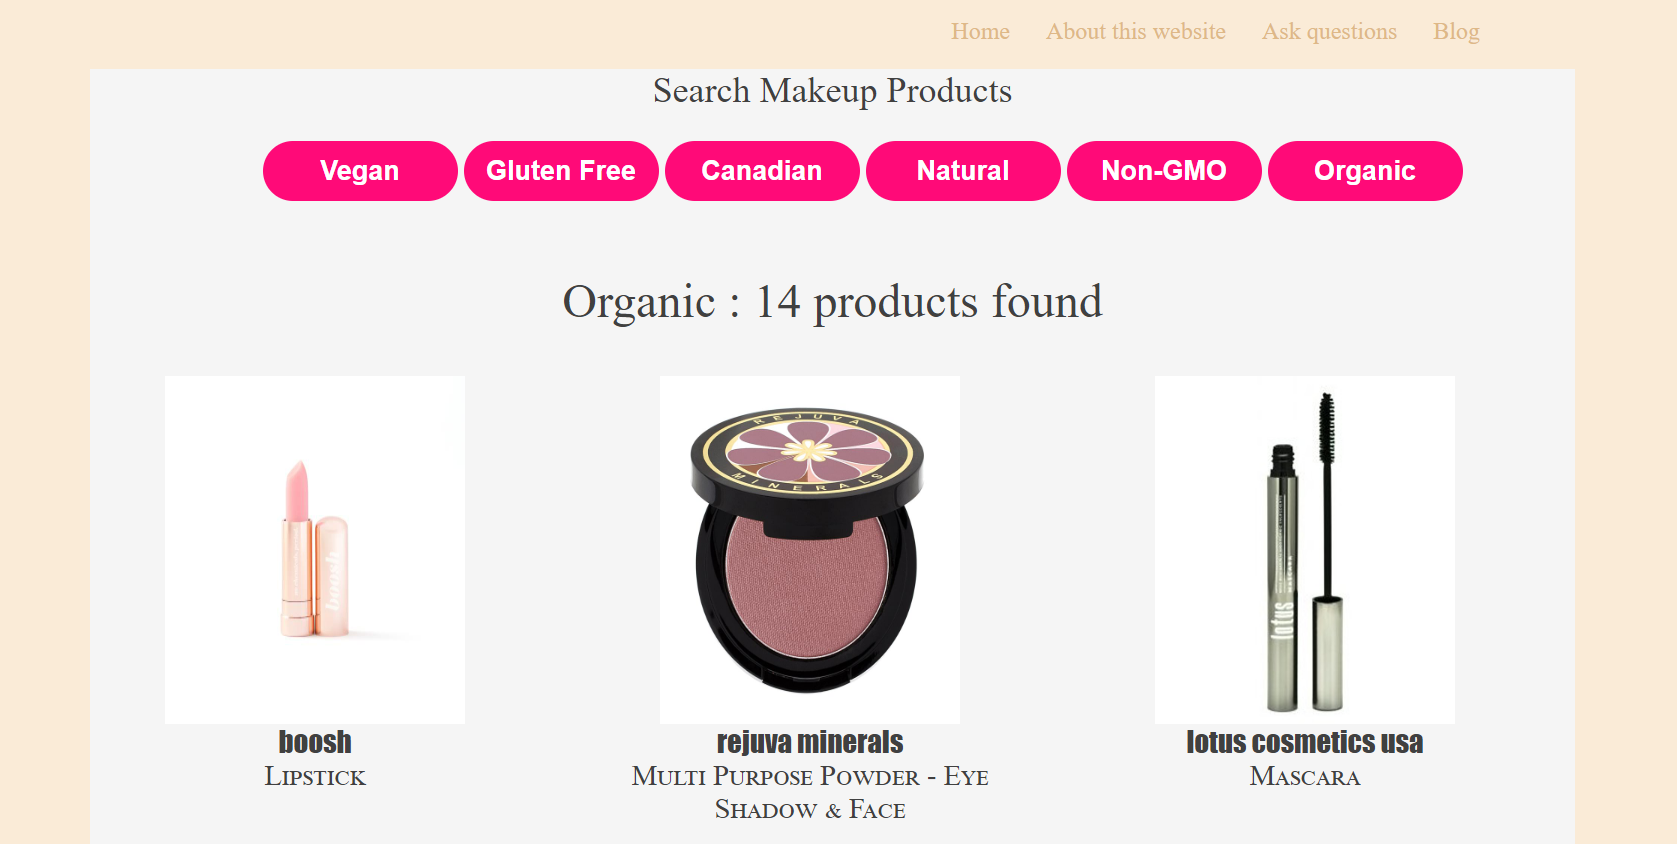 Home About this website Ask questions Blog
Search Makeup Products
Vegan Gluten Free Canadian Natural Non-GMO Organic
Organic : 14 products found
boosh
REJUVA
MINERALS
lotus
MASCARA
boosh
Lipstick
rejuva minerals
Multi Purpose Powder - Eye
Shadow & Face
lotus cosmetics usa
Mascara